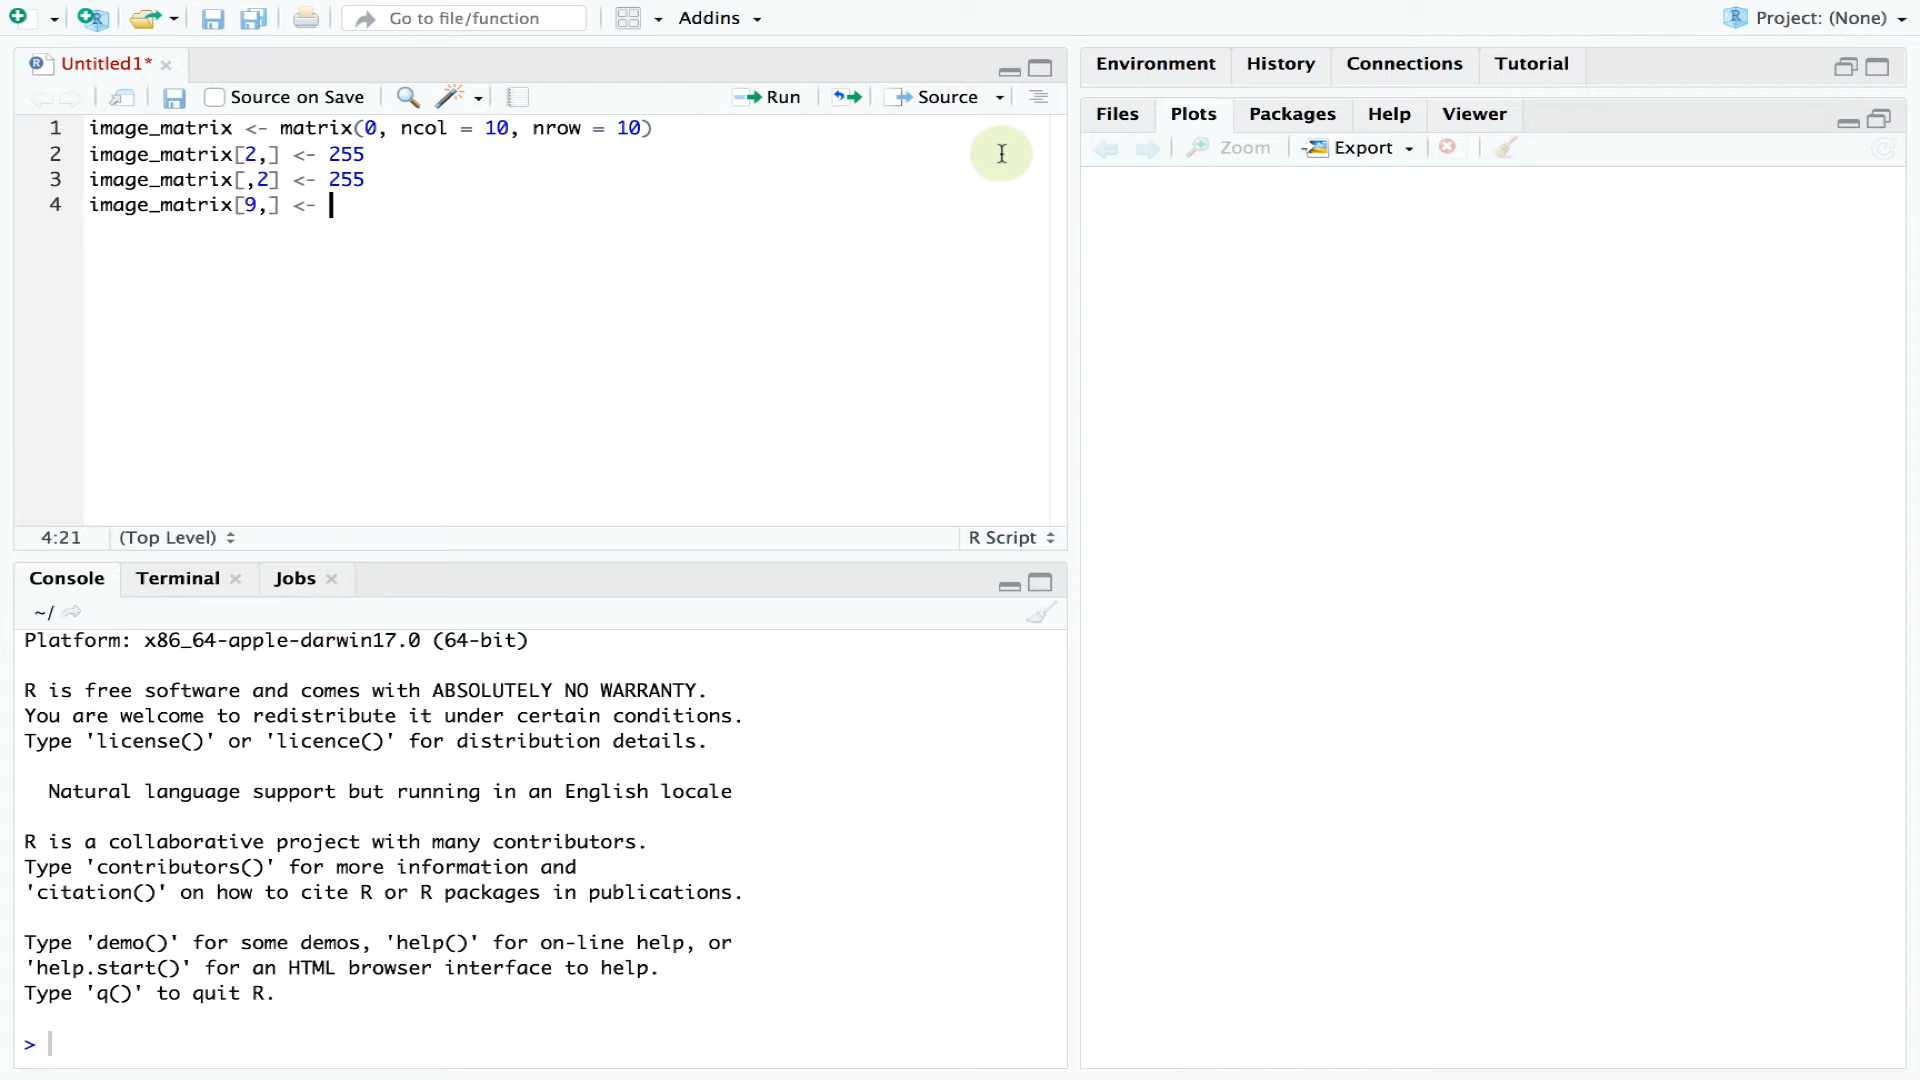 Go to file/function
Addins
Project: (None)
Untitled1*
Source on Save
Run
Source
1 image_matrix <- matrix(0, ncol = 10, nrow = 10)
2 image_matrix[2,] <- 255
3 image_matrix[,2] <- 255
4 image_matrix[9,] <-
4:21 (Top Level)
R Script
Console Terminal Jobs
~/
Platform: x86_64-apple-darwin17.0 (64-bit)
R is free software and comes with ABSOLUTELY NO WARRANTY.
You are welcome to redistribute it under certain conditions.
Type 'license()' or 'licence()' for distribution details.
Natural language support but running in an English locale
R is a collaborative project with many contributors.
Type 'contributors()' for more information and
'citation()' on how to cite R or R packages in publications.
Type 'demo()' for some demos, 'help()' for on-line help, or
'help.start()' for an HTML browser interface to help.
Type 'q()' to quit R.
>
Environment History Connections Tutorial
Files Plots Packages Help Viewer
Zoom Export